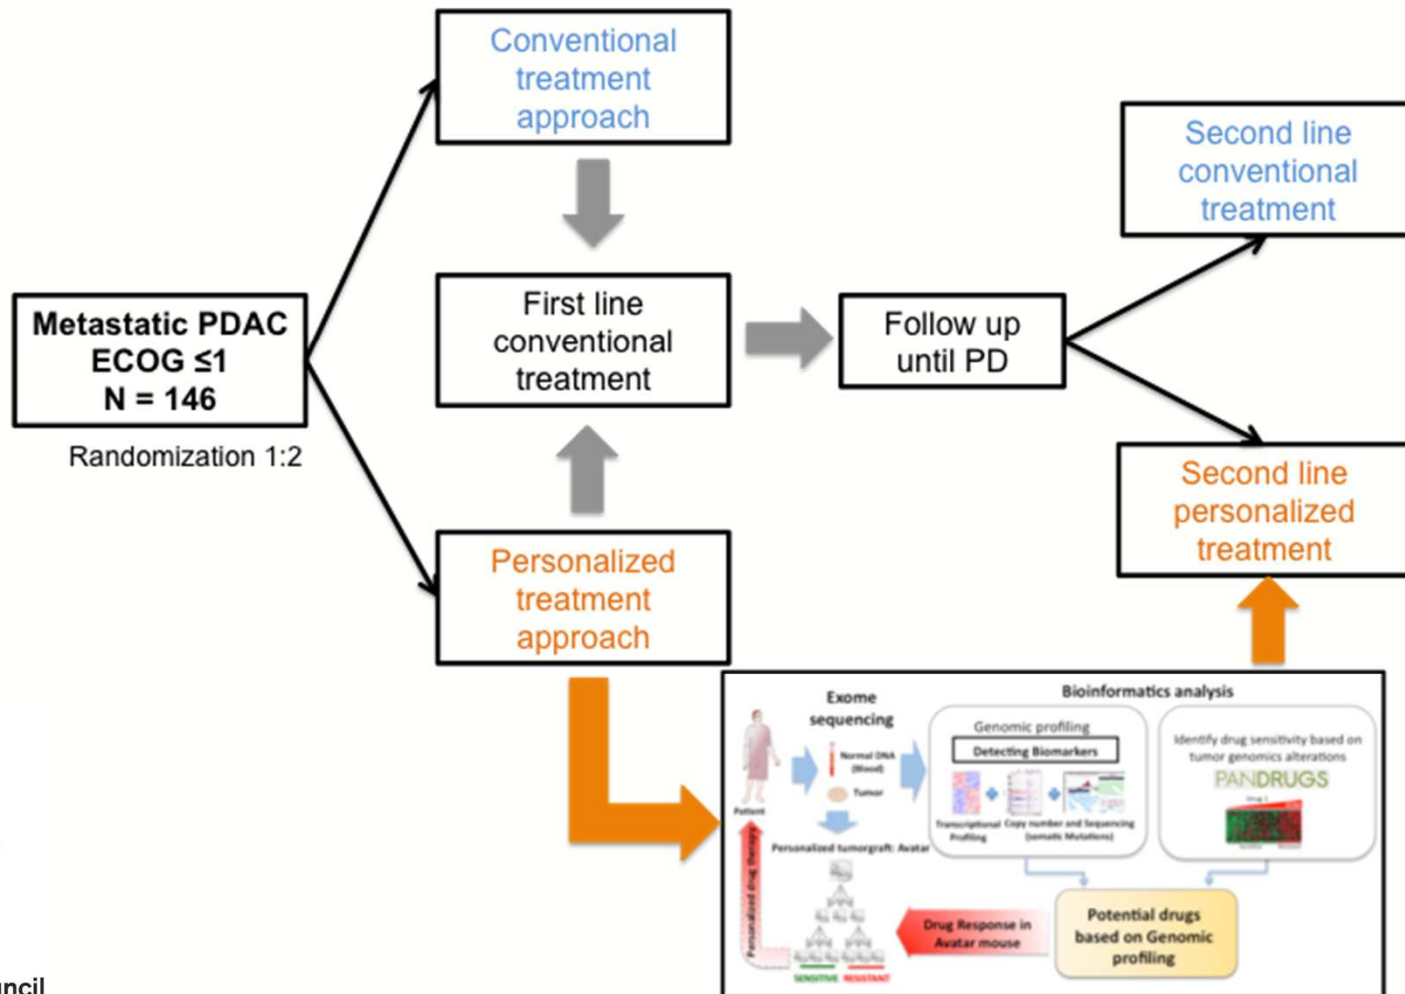 Conventional
treatment
approach
Second line
conventional
treatment
Metastatic PDAC
ECOG ≤1
N = 146
Randomization 1:2
First line
conventional
treatment
Follow up
until PD
Personalized
treatment
approach
Second line
personalized
treatment
Exome
sequencing
Normal DNA
(Blood)
Tumor
Patient
Personalized tumorgraft: Avatar
Personalized drug therapy
SENSITIVE RESISTANT
Bioinformatics analysis
Genomic profiling
Detecting Biomarkers
Transcriptional
Profiling
Copy number and Sequencing
(somatic Mutations)
Identify drug sensitivity based on
tumor genomics alterations
PANDRUGS
Drug 1
Potential drugs
based on Genomic
profiling
Drug Response in
Avatar mouse
uncil